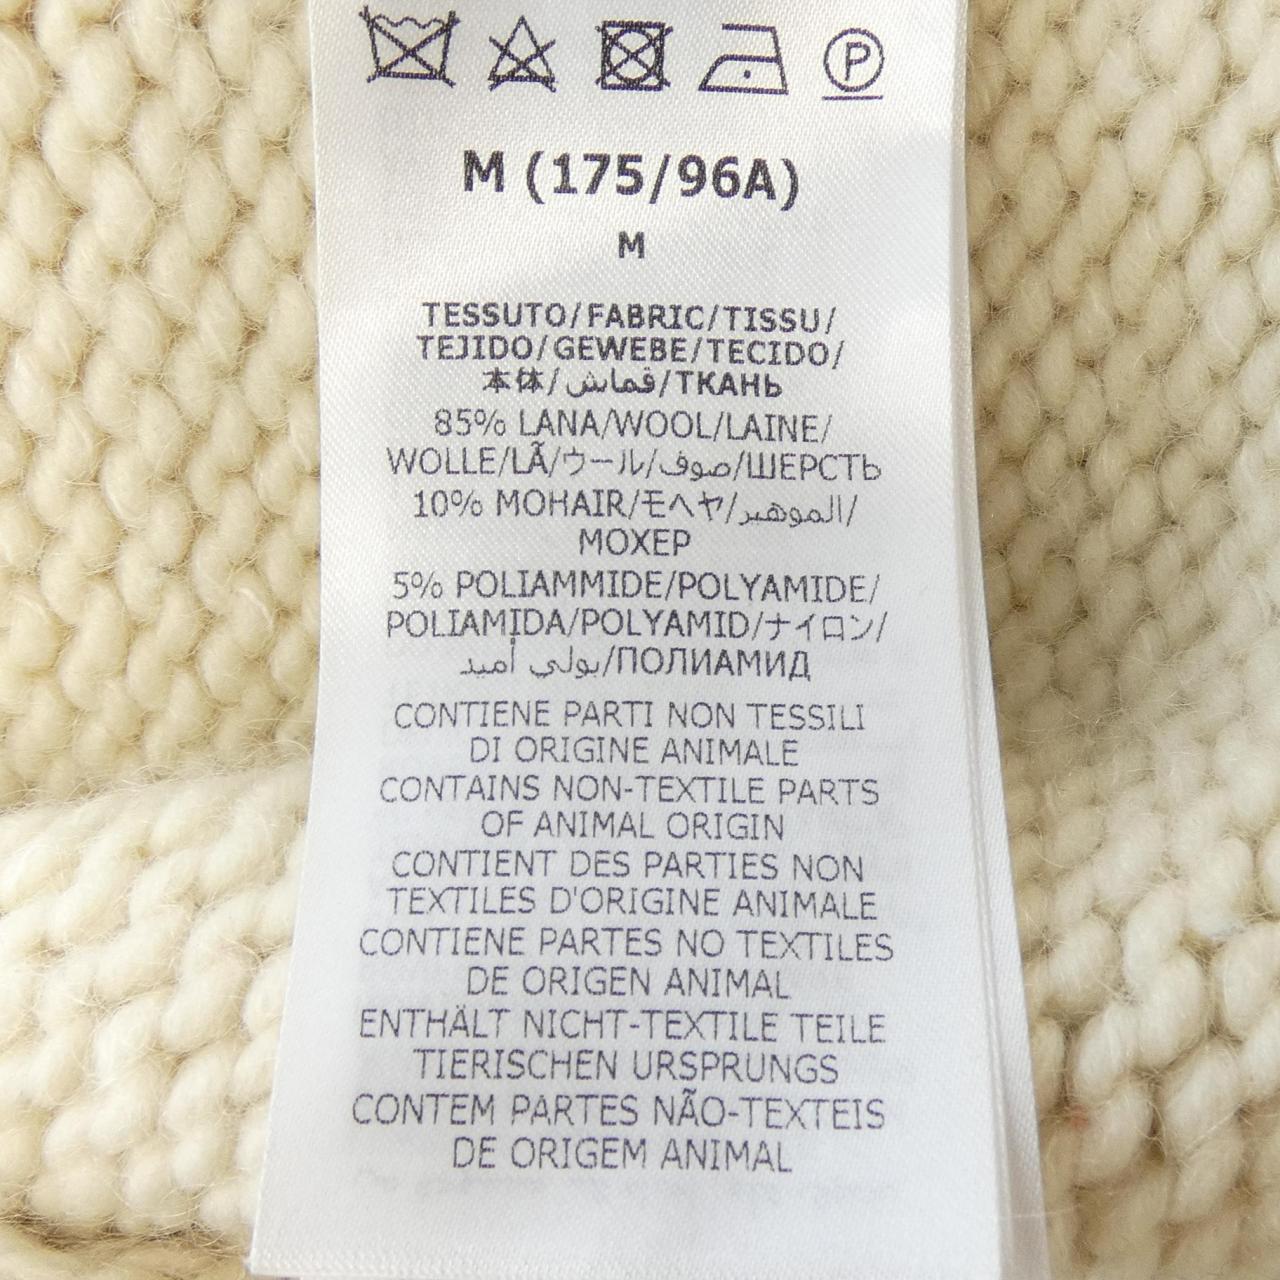 P
M (175/96A)
M
TESSUTO/FABRIC/TISSU/
TEJIDO/GEWEBE/TECIDO/
本体/قماش/ТКАНЬ
85% LANA/WOOL/LAINE/
WOLLE/LÃ/ウール/صوف/ШЕРСТЬ
10% MOHAIR/モヘヤ/الموهير/
МОХЕР
5% POLIAMMIDE/POLYAMIDE/
POLIAMIDA/POLYAMID/ナイロン/
بولي أميد/ПОЛИАМИД
CONTIENE PARTI NON TESSILI
DI ORIGINE ANIMALE
CONTAINS NON-TEXTILE PARTS
OF ANIMAL ORIGIN
CONTIENT DES PARTIES NON
TEXTILES D'ORIGINE ANIMALE
CONTIENE PARTES NO TEXTILES
DE ORIGEN ANIMAL
ENTHÄLT NICHT-TEXTILE TEILE
TIERISCHEN URSPRUNGS
CONTEM PARTES NÃO-TEXTEIS
DE ORIGEM ANIMAL